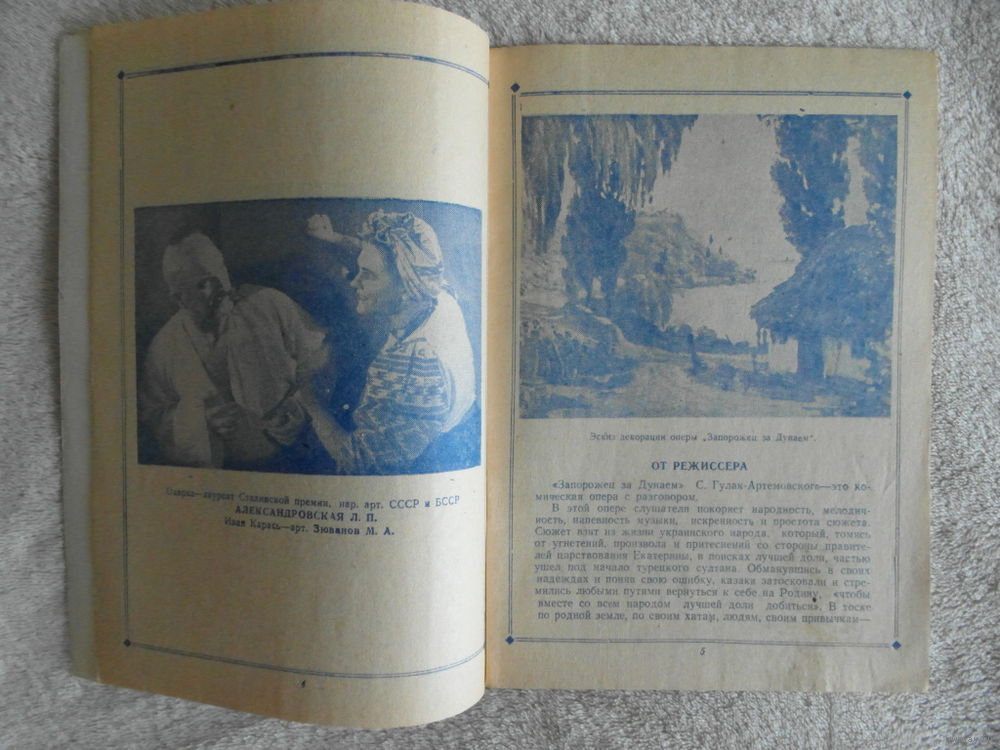 Одарка—лауреат Сталинской премии, нар. арт. СССР и БССР
АЛЕКСАНДРОВСКАЯ Л. П.
Иван Карась—арт. Зюванов М. А.
4
Эскиз декорации оперы „Запорожец за Дунаем“.
ОТ РЕЖИССЕРА
«Запорожец за Дунаем» С. Гулак-Артемовского—это ко-
мическая опера с разговором.
В этой опере слушателя покоряет народность, мелодич-
ность, напевность музыки, искренность и простота сюжета.
Сюжет взят из жизни украинского народа, который, томясь
от угнетений, произвола и притеснений со стороны правите-
лей царствования Екатерины, в поисках лучшей доли, частью
ушел под начало турецкого султана. Обманувшись в своих
надеждах и поняв свою ошибку, казаки затосковали и стре-
мились любыми путями вернуться к себе на Родину, «чтобы
вместе со всем народом лучшей доли добиться». В тоске
по родной земле, по своим хатам, людям, своим привычкам—
5